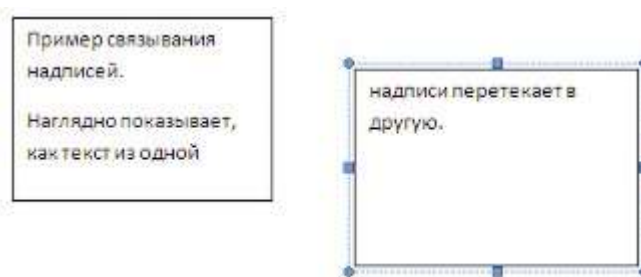 Пример связывания
надписей.
Наглядно показывает,
как текст из одной
надписи перетекает в
другую.